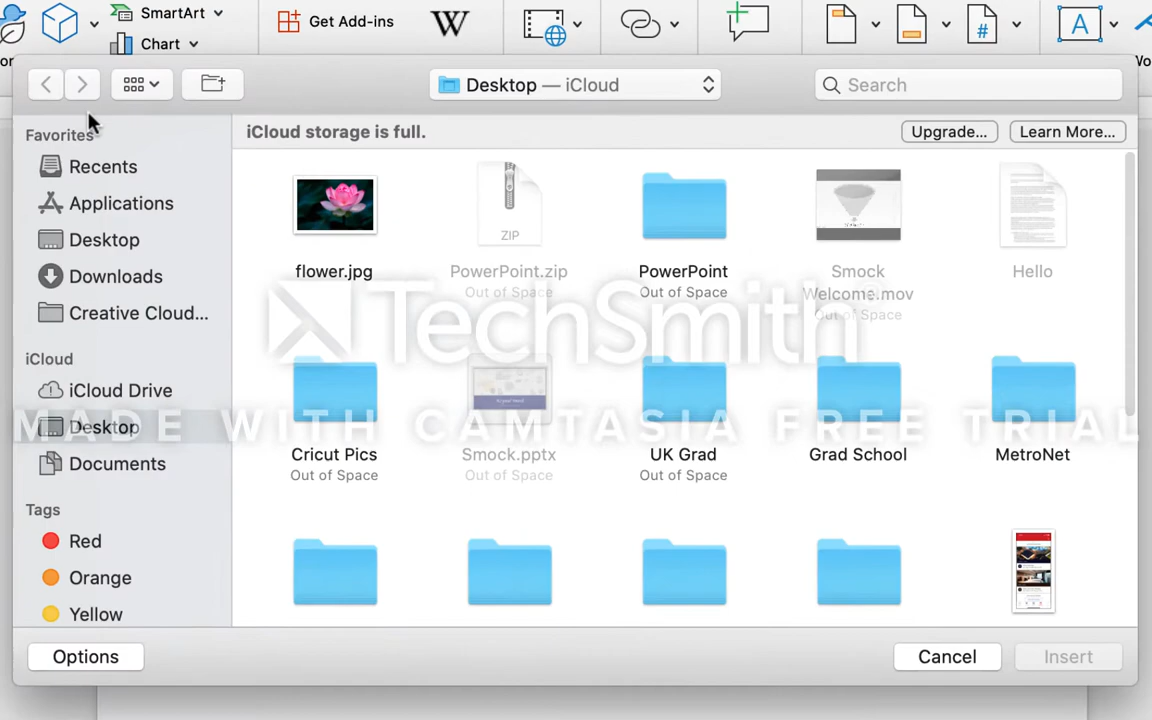 SmartArt
Chart
Get Add-ins
W
#
A
Desktop — iCloud
Search
Favorites
Recents
Applications
Desktop
Downloads
Creative Cloud...
iCloud
iCloud Drive
Desktop
Documents
Tags
Red
Orange
Yellow
iCloud storage is full.
Upgrade...
Learn More...
ZIP
flower.jpg
PowerPoint.zip
Out of Space
PowerPoint
Out of Space
Smock
Welcome.mov
Out of Space
Hello
TechSmith®
MADE WITH CAMTASIA FREE TRIAL
Cricut Pics
Out of Space
Smock.pptx
Out of Space
UK Grad
Out of Space
Grad School
MetroNet
Options
Cancel
Insert